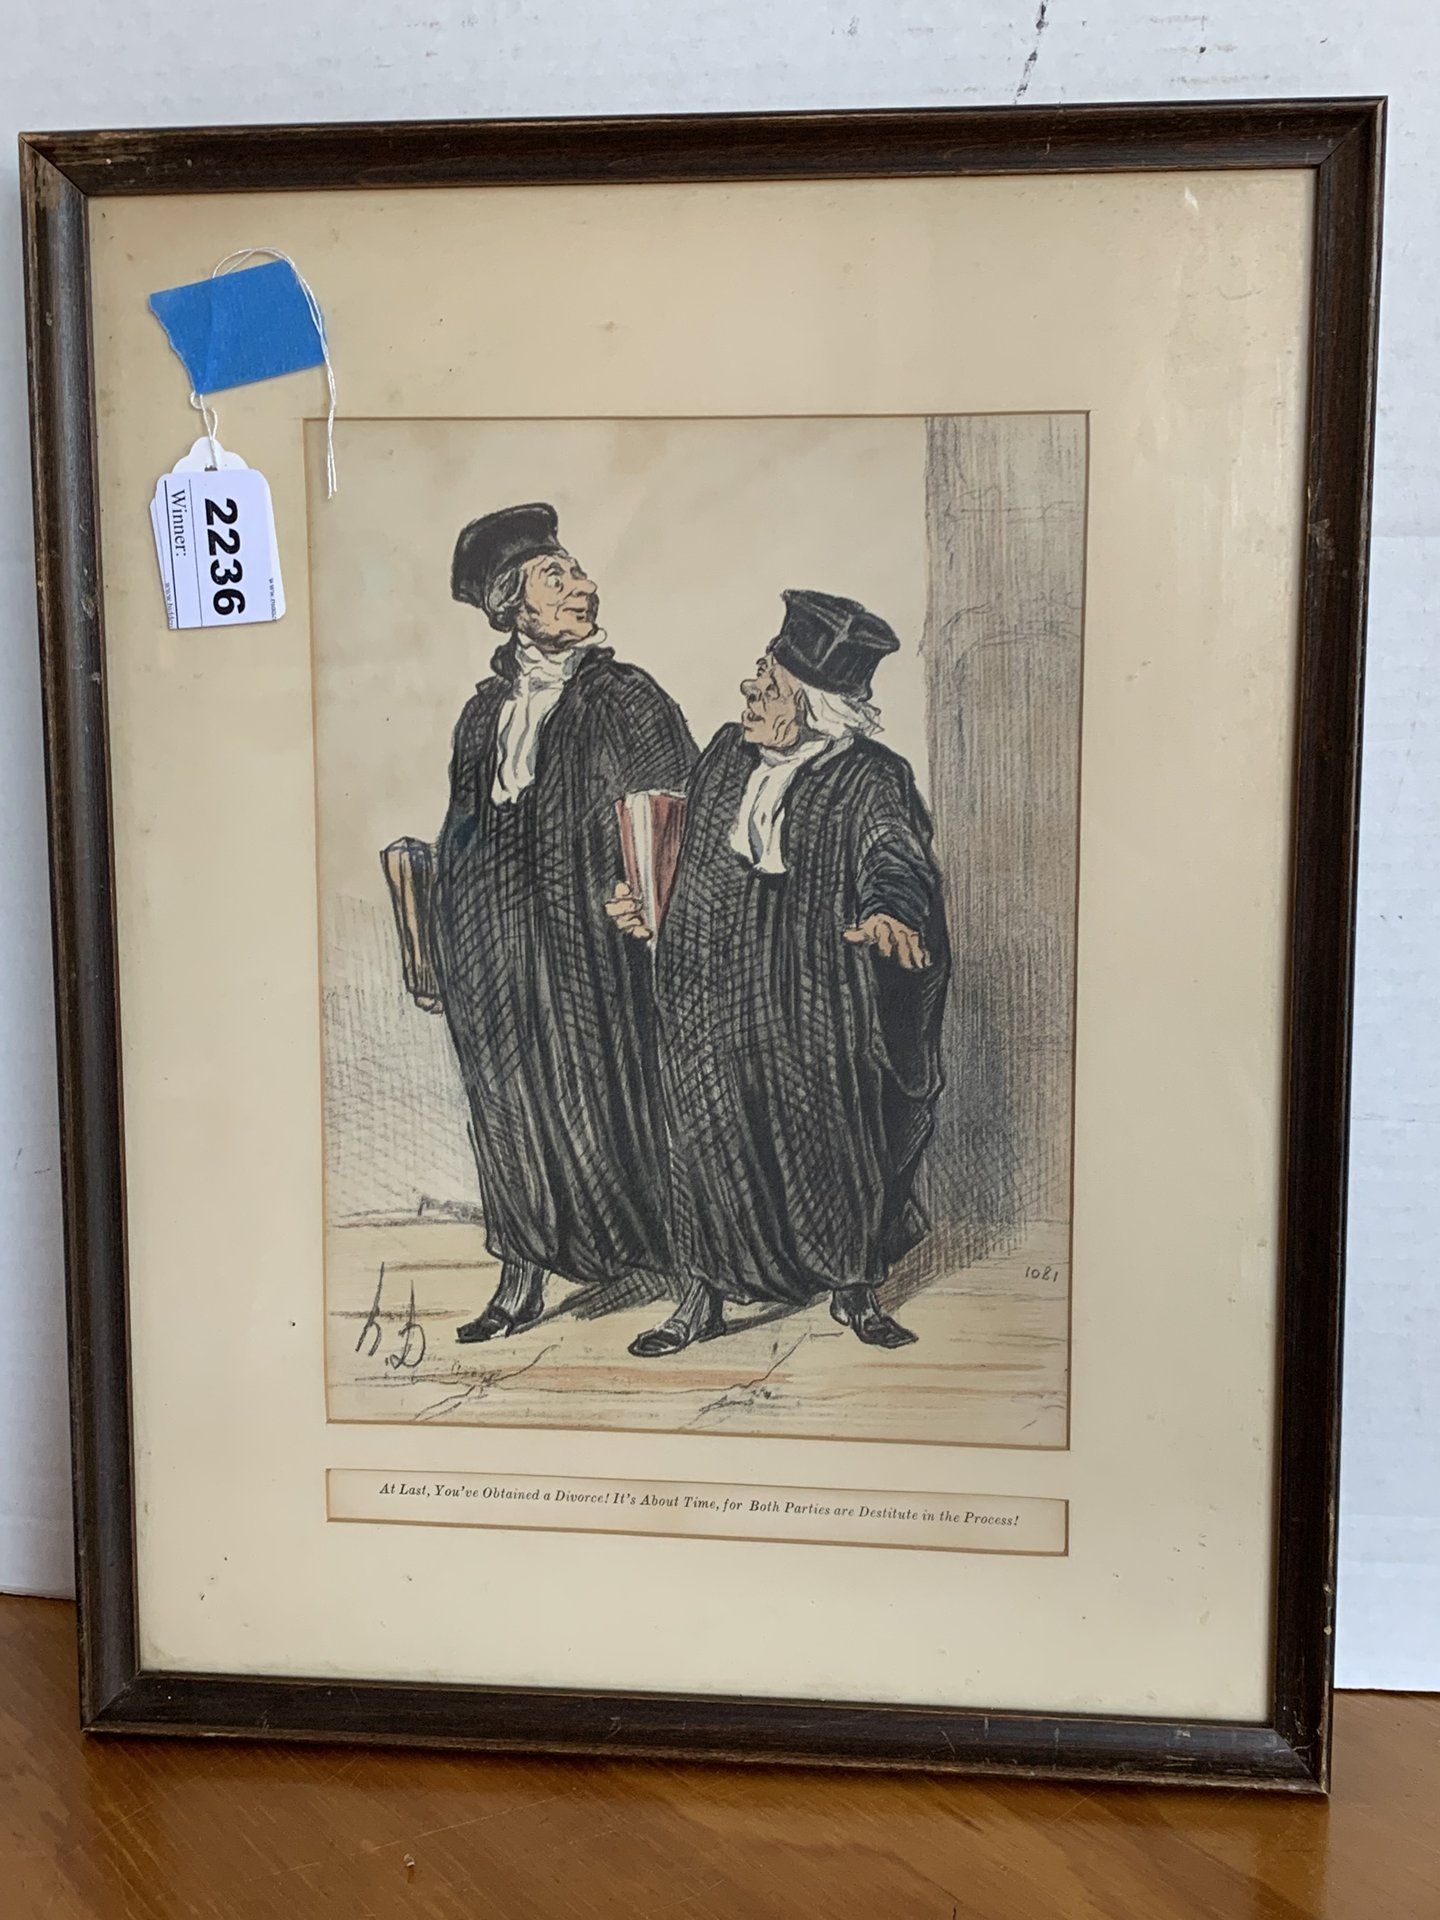 2236
Winner:
h.D
1081
At Last, You've Obtained a Divorce! It's About Time, for Both Parties are Destitute in the Process!